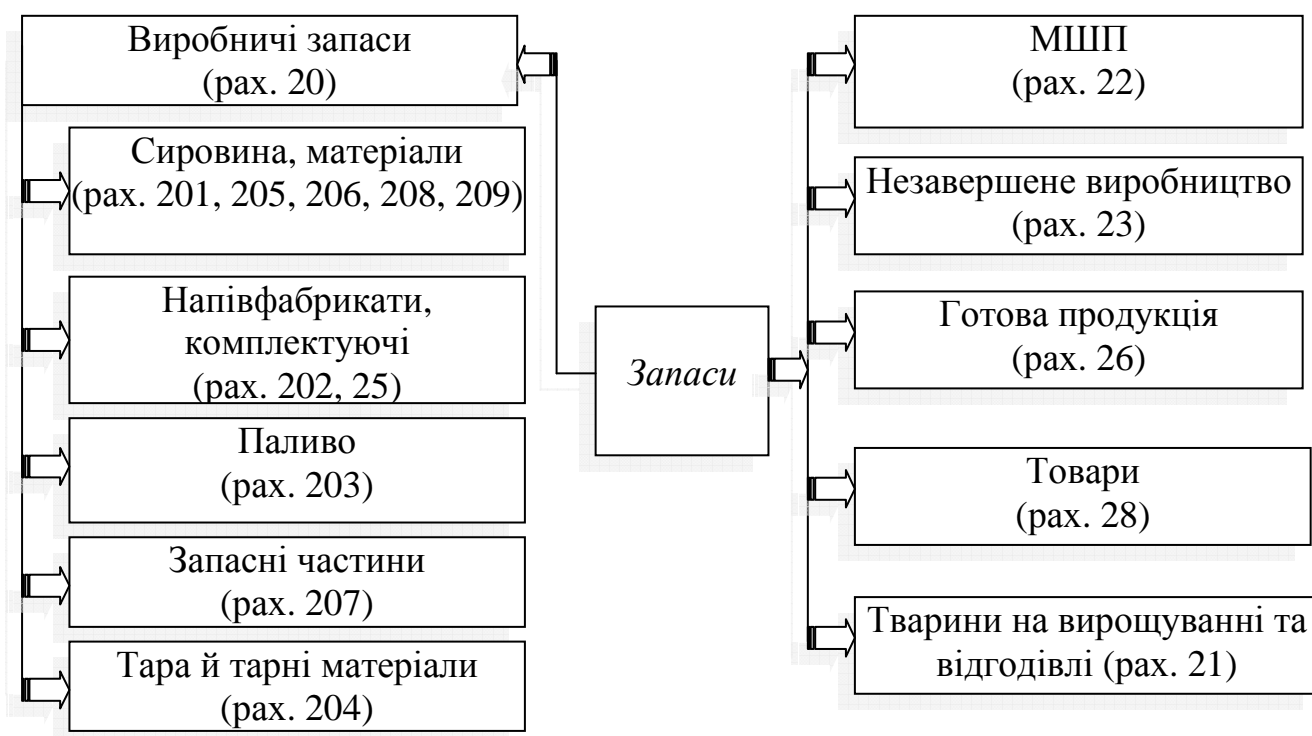 Виробничі запаси
(рах. 20)
Сировина, матеріали
(рах. 201, 205, 206, 208, 209)
Напівфабрикати,
комплектуючі
(рах. 202, 25)
Паливо
(рах. 203)
Запасні частини
(рах. 207)
Тара й тарні матеріали
(рах. 204)
Запаси
МШП
(рах. 22)
Незавершене виробництво
(рах. 23)
Готова продукція
(рах. 26)
Товари
(рах. 28)
Тварини на вирощуванні та
відгодівлі (рах. 21)